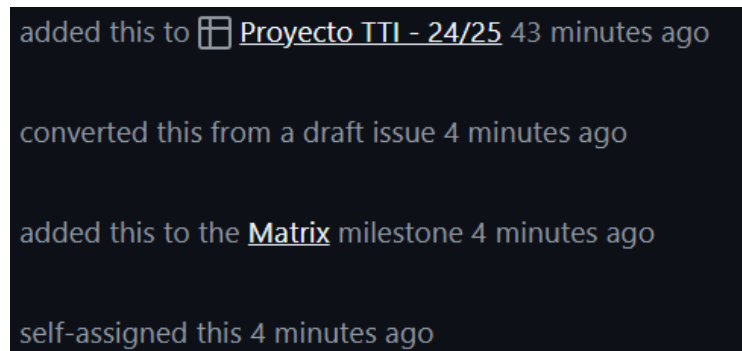 added this to Proyecto TTI - 24/25 43 minutes ago
converted this from a draft issue 4 minutes ago
added this to the Matrix milestone 4 minutes ago
self-assigned this 4 minutes ago